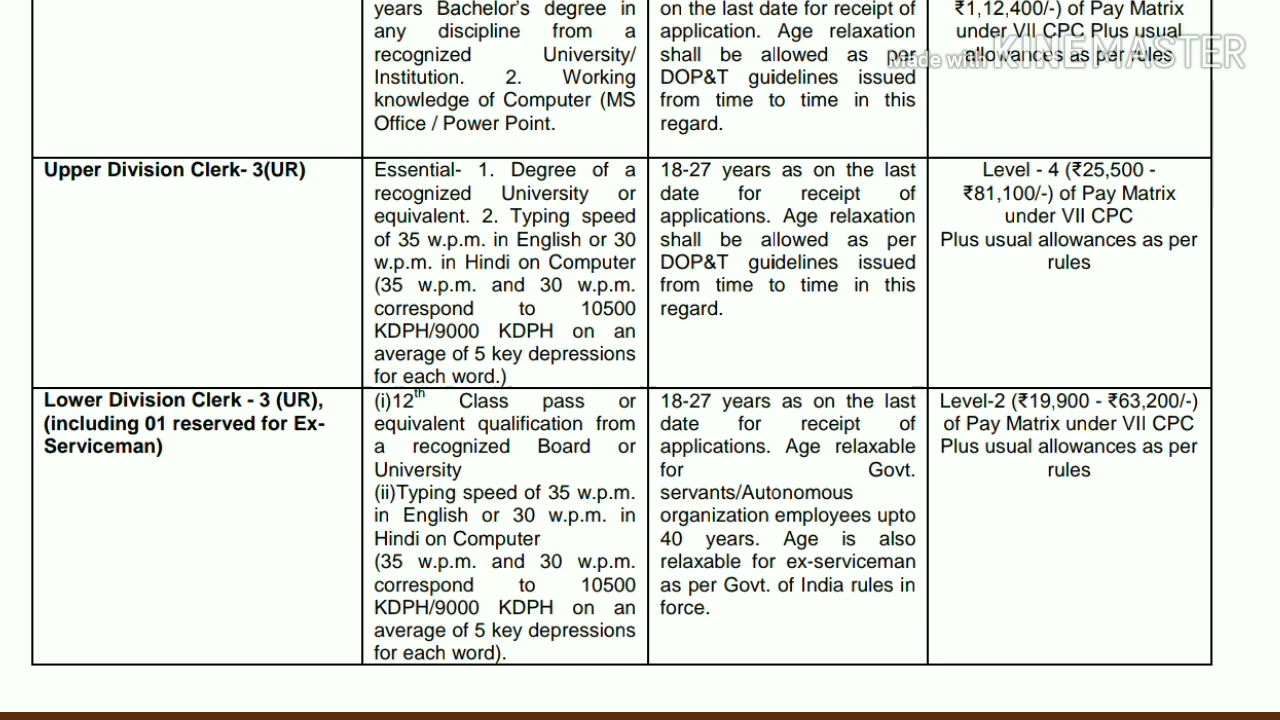 years Bachelor's degree in
any discipline from a
recognized University/
Institution. 2. Working
knowledge of Computer (MS
Office / Power Point.
on the last date for receipt of
application. Age relaxation
shall be allowed as per
DOP&T guidelines issued
from time to time in this
regard.
₹1,12,400/-) of Pay Matrix
under VII CPC Plus usual
allowances as per rules
Made with KINEMASTER
Upper Division Clerk- 3(UR)
Essential- 1. Degree of a
recognized University or
equivalent. 2. Typing speed
of 35 w.p.m. in English or 30
w.p.m. in Hindi on Computer
(35 w.p.m. and 30 w.p.m.
correspond to 10500
KDPH/9000 KDPH on an
average of 5 key depressions
for each word.)
18-27 years as on the last
date for receipt of
applications. Age relaxation
shall be allowed as per
DOP&T guidelines issued
from time to time in this
regard.
Level - 4 (₹25,500 -
₹81,100/-) of Pay Matrix
under VII CPC
Plus usual allowances as per
rules
Lower Division Clerk - 3 (UR),
(including 01 reserved for Ex-
Serviceman)
(i)12th Class pass or
equivalent qualification from
a recognized Board or
University
(ii)Typing speed of 35 w.p.m.
in English or 30 w.p.m. in
Hindi on Computer
(35 w.p.m. and 30 w.p.m.
correspond to 10500
KDPH/9000 KDPH on an
average of 5 key depressions
for each word).
18-27 years as on the last
date for receipt of
applications. Age relaxable
for Govt.
servants/Autonomous
organization employees upto
40 years. Age is also
relaxable for ex-serviceman
as per Govt. of India rules in
force.
Level-2 (₹19,900 - ₹63,200/-)
of Pay Matrix under VII CPC
Plus usual allowances as per
rules